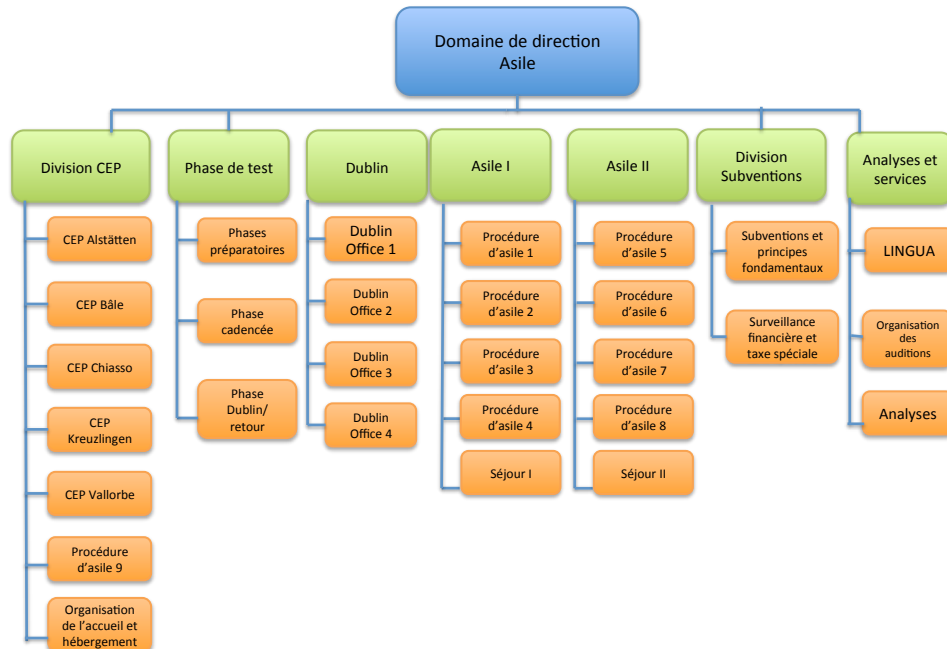 Domaine de direction
Asile
Division CEP
Phase de test
Dublin
Asile I
Asile II
Division
Subventions
Analyses et
services
CEP Alstätten
CEP Bâle
CEP Chiasso
CEP
Kreuzlingen
CEP Vallorbe
Procédure
d'asile 9
Organisation
de l'accueil et
hébergement
Phases
préparatoires
Phase
cadencée
Phase
Dublin/
retour
Dublin
Office 1
Dublin
Office 2
Dublin
Office 3
Dublin
Office 4
Procédure
d'asile 1
Procédure
d'asile 2
Procédure
d'asile 3
Procédure
d'asile 4
Séjour I
Procédure
d'asile 5
Procédure
d'asile 6
Procédure
d'asile 7
Procédure
d'asile 8
Séjour II
Subventions et
principes
fondamentaux
Surveillance
financière et
taxe spéciale
LINGUA
Organisation
des
auditions
Analyses